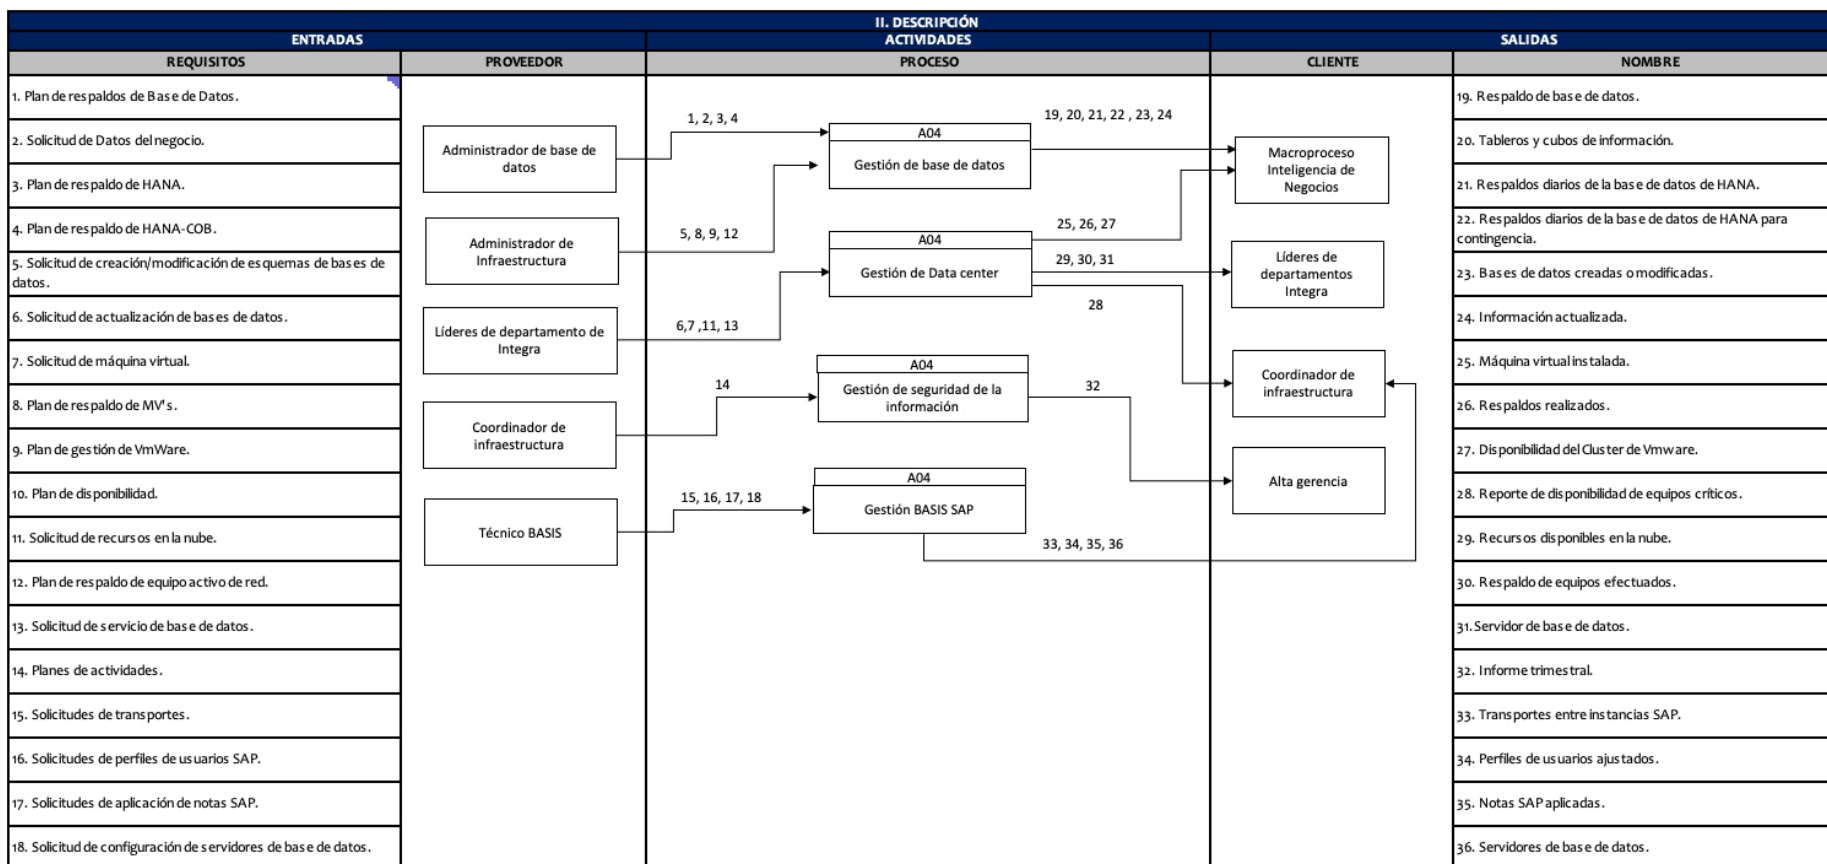 II. DESCRIPCIÓN
ENTRADAS
ACTIVIDADES
SALIDAS
REQUISITOS
PROVEEDOR
PROCESO
CLIENTE
NOMBRE
1. Plan de respaldos de Base de Datos.
2. Solicitud de Datos del negocio.
3. Plan de respaldo de HANA.
4. Plan de respaldo de HANA-COB.
5. Solicitud de creación/modificación de esquemas de bases de
datos.
6. Solicitud de actualización de bases de datos.
7. Solicitud de máquina virtual.
8. Plan de respaldo de MV's.
9. Plan de gestión de VmWare.
10. Plan de disponibilidad.
11. Solicitud de recursos en la nube.
12. Plan de respaldo de equipo activo de red.
13. Solicitud de servicio de base de datos.
14. Planes de actividades.
15. Solicitudes de transportes.
16. Solicitudes de perfiles de usuarios SAP.
17. Solicitudes de aplicación de notas SAP.
18. Solicitud de configuración de servidores de base de datos.
Administrador de base de
datos
Administrador de
Infraestructura
Líderes de departamento de
Integra
Coordinador de
infraestructura
Técnico BASIS
1, 2, 3, 4
5, 8, 9, 12
6,7 ,11, 13
14
15, 16, 17, 18
A04
Gestión de base de datos
A04
Gestión de Data center
A04
Gestión de seguridad de la
información
A04
Gestión BASIS SAP
19, 20, 21, 22 , 23, 24
25, 26, 27
29, 30, 31
28
32
33, 34, 35, 36
Macroproceso
Inteligencia de
Negocios
Líderes de
departamentos
Integra
Coordinador de
infraestructura
Alta gerencia
19. Respaldo de base de datos.
20. Tableros y cubos de información.
21. Respaldos diarios de la base de datos de HANA.
22. Respaldos diarios de la base de datos de HANA para
contingencia.
23. Bases de datos creadas o modificadas.
24. Información actualizada.
25. Máquina virtual instalada.
26. Respaldos realizados.
27. Disponibilidad del Cluster de Vmware.
28. Reporte de disponibilidad de equipos críticos.
29. Recursos disponibles en la nube.
30. Respaldo de equipos efectuados.
31. Servidor de base de datos.
32. Informe trimestral.
33. Transportes entre instancias SAP.
34. Perfiles de usuarios ajustados.
35. Notas SAP aplicadas.
36. Servidores de base de datos.